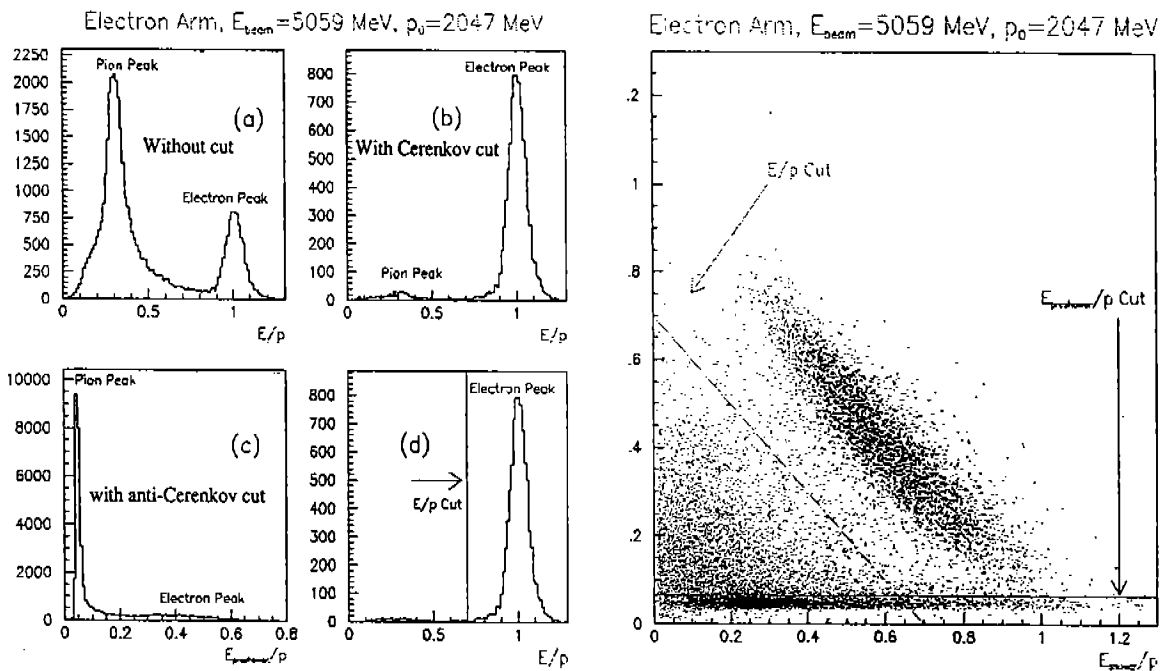 Electron Arm, E_beam=5059 MeV, p_0=2047 MeV
2250
2000
1750
1500
1250
1000
750
500
250
0
Pion Peak
(a)
Without cut
Electron Peak
0 0.5 1
E/p
800
700
600
500
400
300
200
100
0
Electron Peak
(b)
With Cerenkov cut
Pion Peak
0 0.5 1
E/p
10000
8000
6000
4000
2000
0
Pion Peak
(c)
with anti-Cerenkov cut
Electron Peak
0 0.2 0.4 0.6 0.8
/p
800
700
600
500
400
300
200
100
0
Electron Peak
(d)
E/p Cut
0 0.5 1
E/p
Electron Arm, E_beam=5059 MeV, p_0=2047 MeV
.2
1
.8
.6
.4
.2
0
E/p Cut
/p Cut
0 0.2 0.4 0.6 0.8 1 1.2
/p